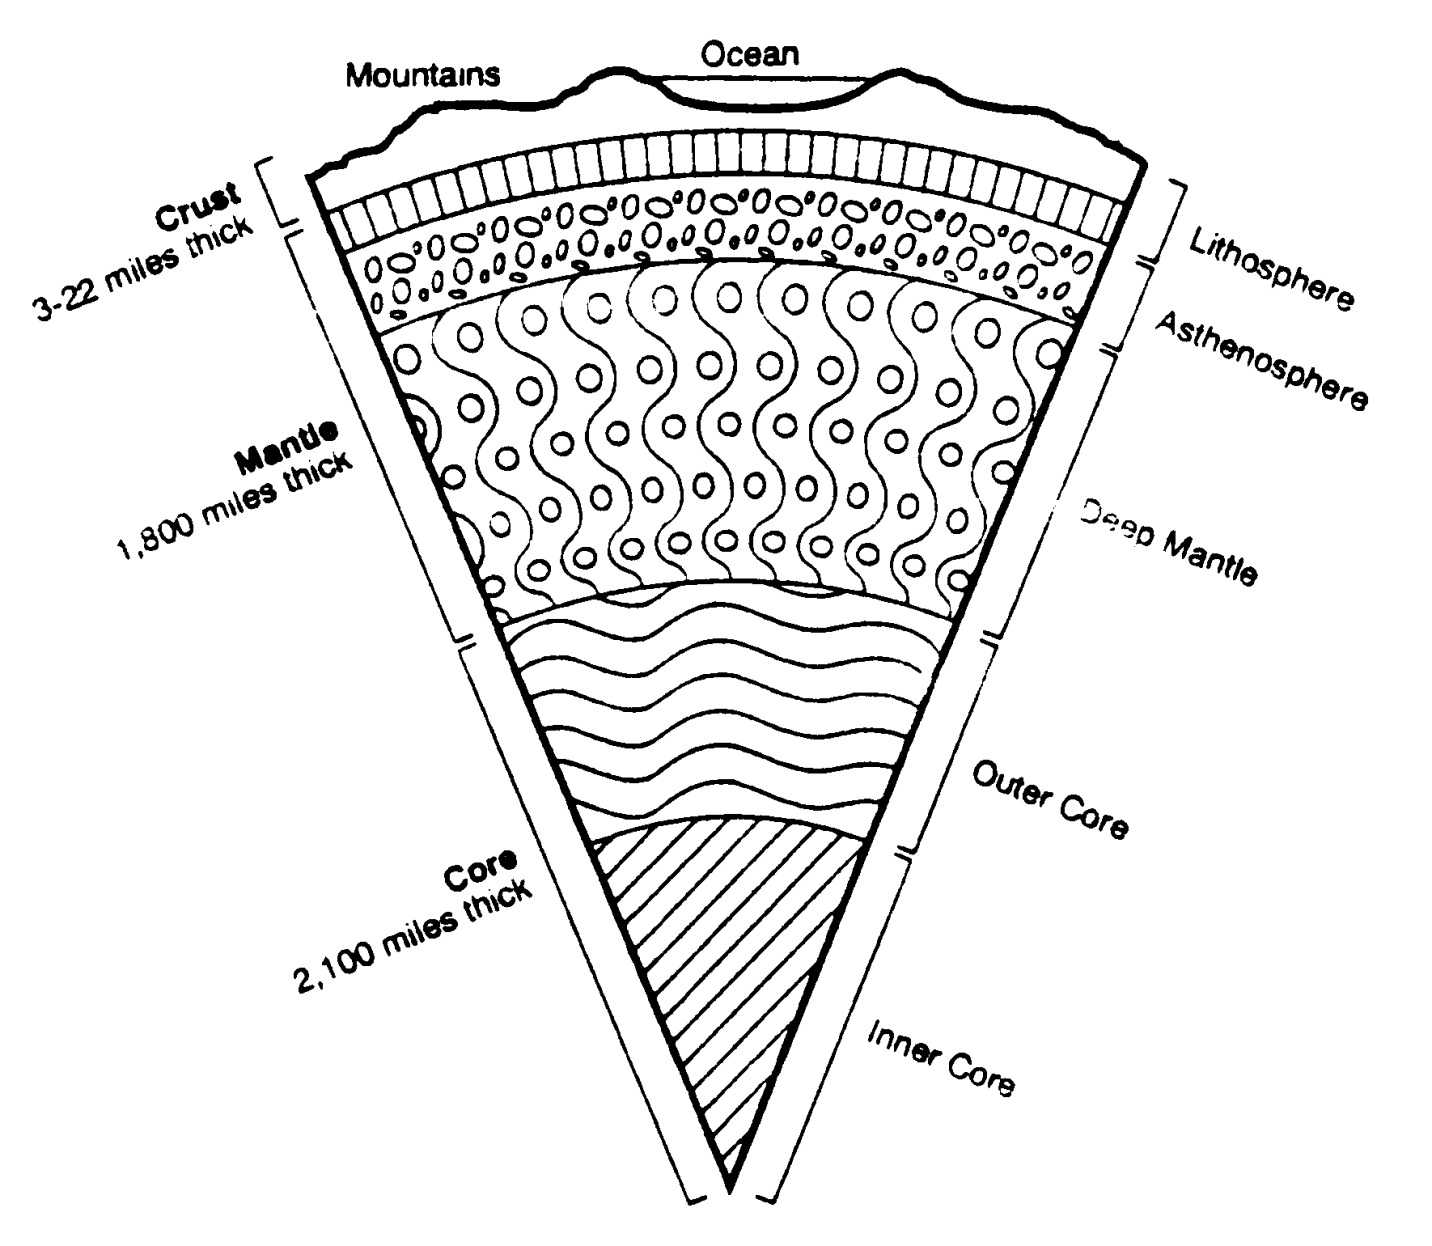 Ocean
Mountains
Crust
3-22 miles thick
Lithosphere
Asthenosphere
Mantle
1,800 miles thick
Deep Mantle
Outer Core
Core
2,100 miles thick
Inner Core